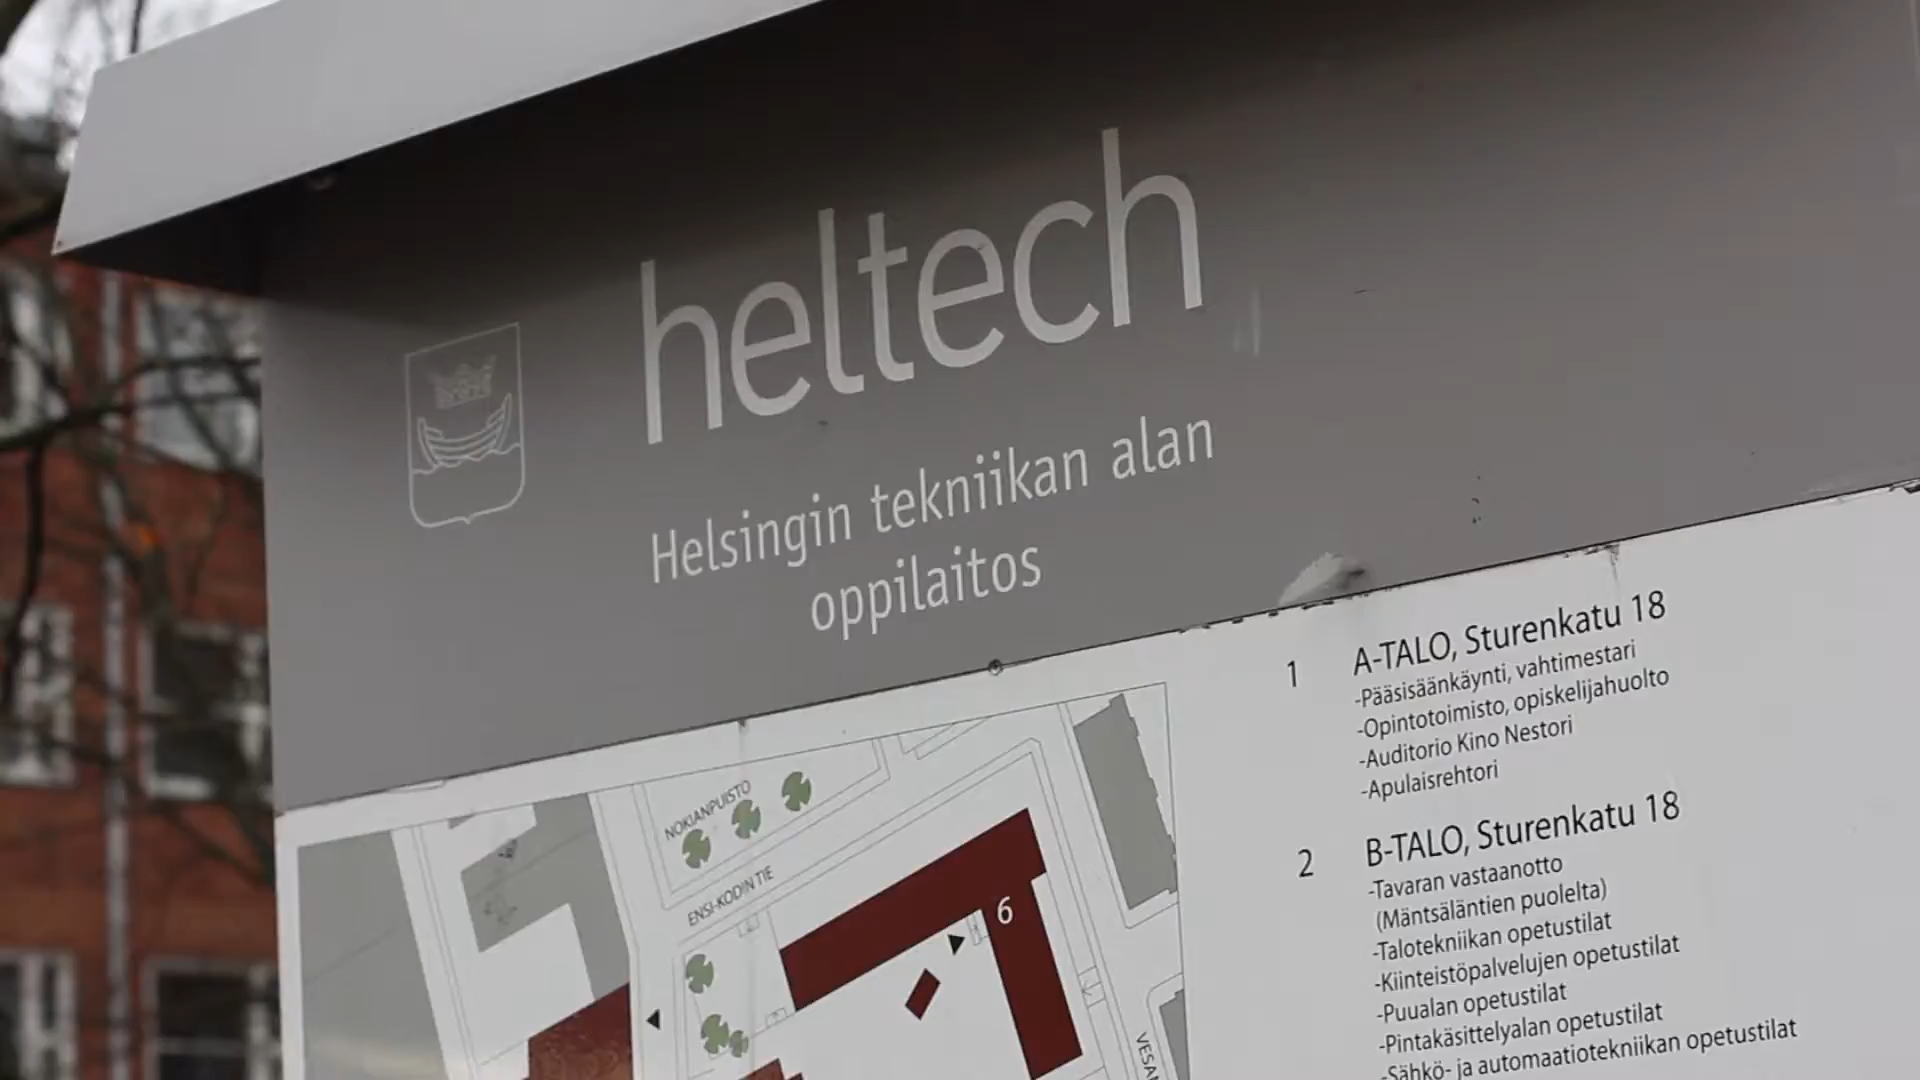 heltech
Helsingin tekniikan alan
oppilaitos
1 A-TALO, Sturenkatu 18
-Pääsisäänkäynti, vahtimestari
-Opintotoimisto, opiskelijahuolto
-Auditorio Kino Nestori
-Apulaisrehtori
2 B-TALO, Sturenkatu 18
-Tavaran vastaanotto
(Mäntsäläntien puolelta)
-Talotekniikan opetustilat
-Kiinteistöpalvelujen opetustilat
-Puualan opetustilat
-Pintakäsittelyalan opetustilat
-Sähkö- ja automaatiotekniikan opetustilat
NOKIANPUISTO
ENSI-KODIN TIE
6